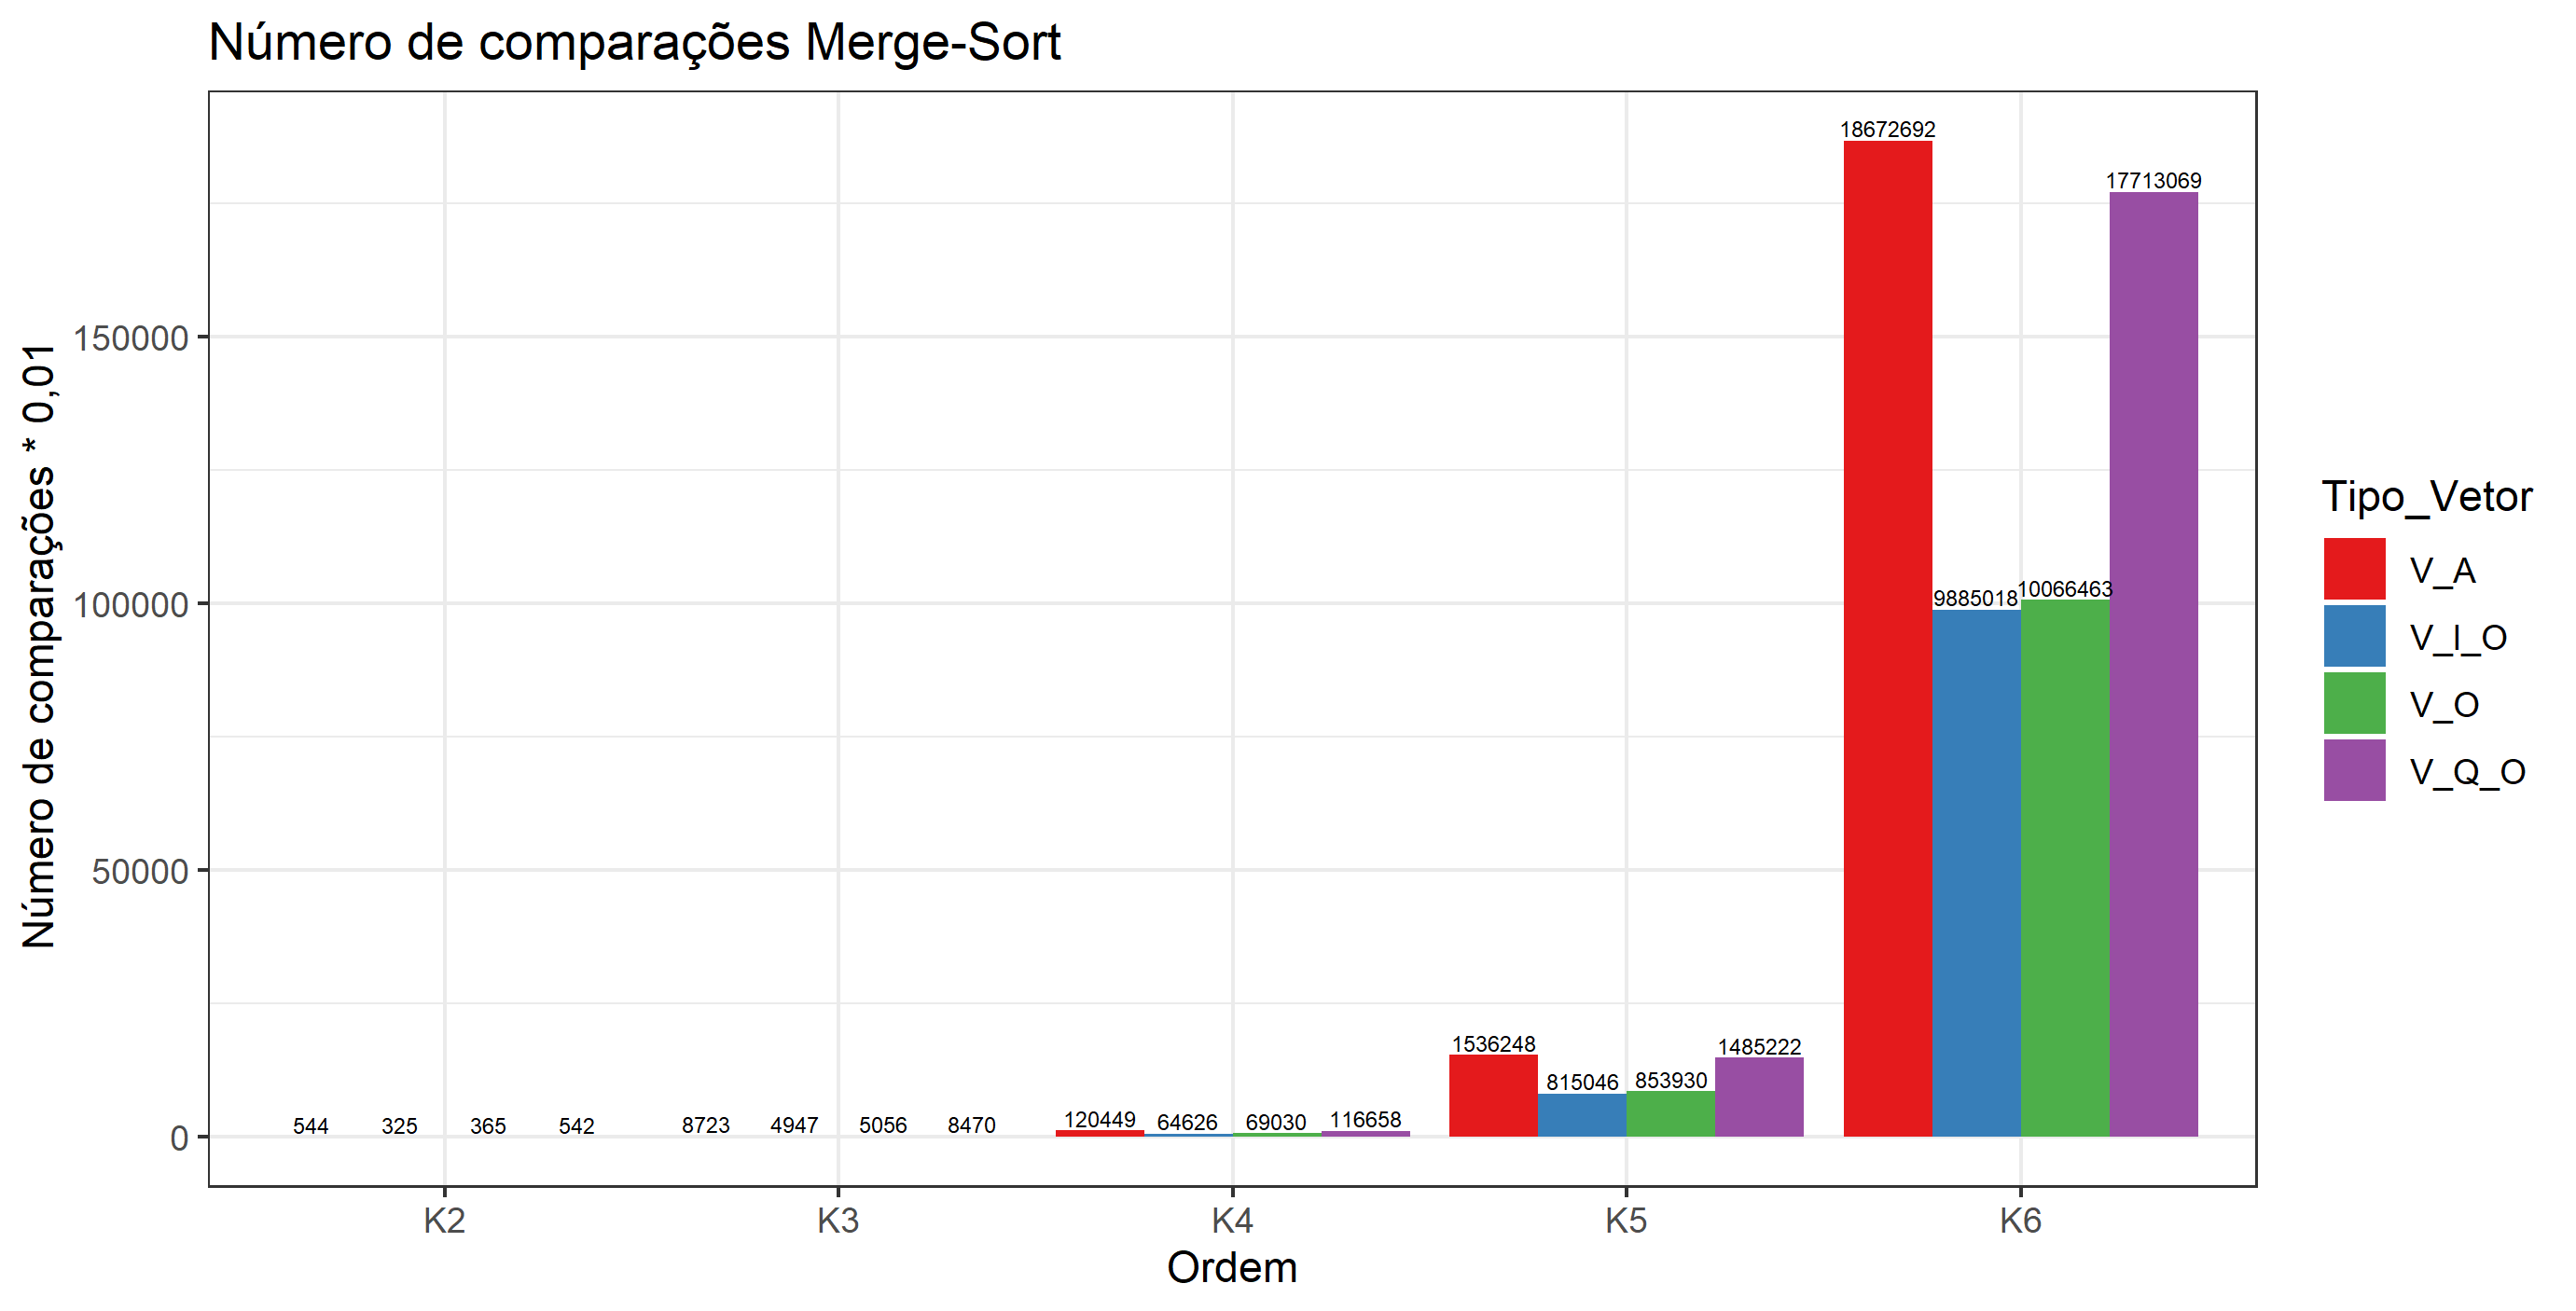 Número de comparações Merge-Sort
Número de comparações * 0,01
150000
100000
50000
0
18672692
9885018
10066463
17713069
1536248
815046
853930
1485222
120449
64626
69030
116658
8723
4947
5056
8470
544
325
365
542
K2
K3
K4
K5
K6
Ordem
Tipo_Vetor
V_A
V_I_O
V_O
V_Q_O